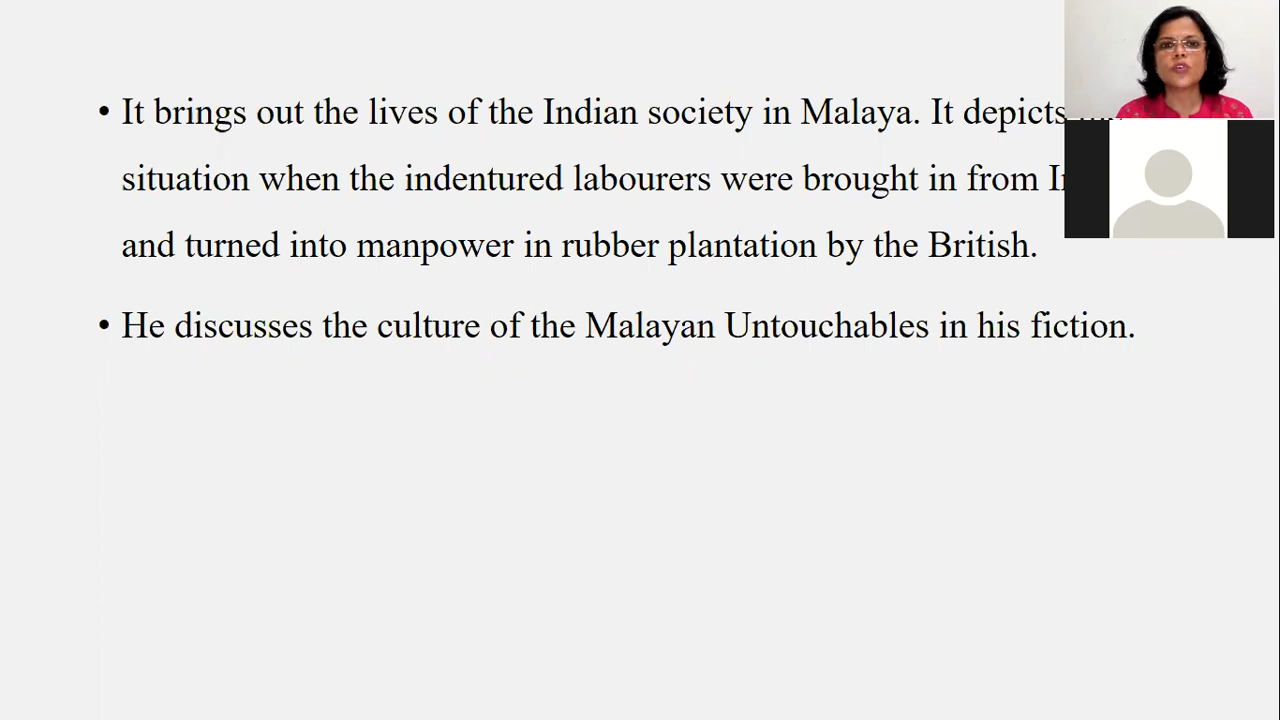 • It brings out the lives of the Indian society in Malaya. It depicts
situation when the indentured labourers were brought in from
and turned into manpower in rubber plantation by the British.
• He discusses the culture of the Malayan Untouchables in his fiction.